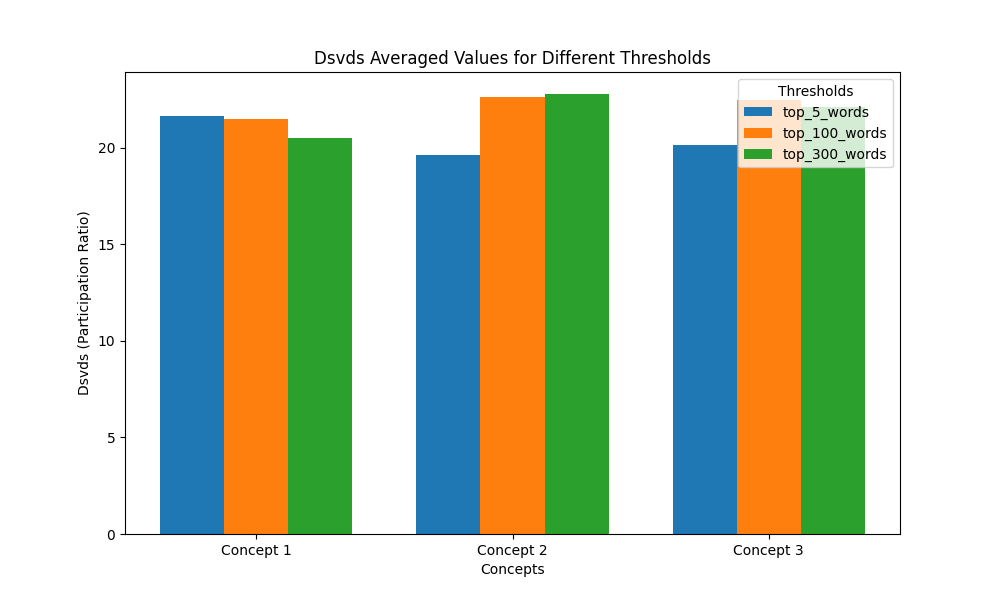 Dsvds Averaged Values for Different Thresholds
Thresholds
top_5_words
top_100_words
top_300_words
Dsvds (Participation Ratio)
20
15
10
5
0
Concept 1
Concept 2
Concept 3
Concepts